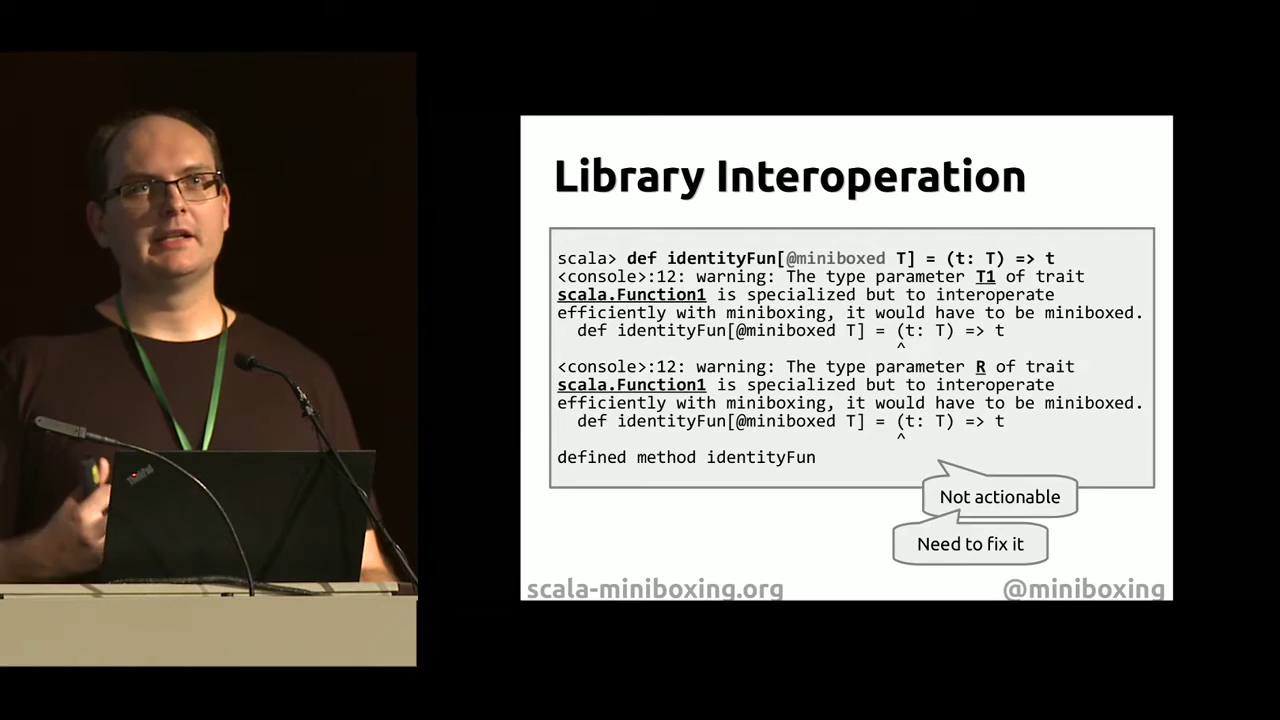 Library Interoperation
scala> def identityFun[@miniboxed T] = (t: T) => t
<console>:12: warning: The type parameter T1 of trait
scala.Function1 is specialized but to interoperate
efficiently with miniboxing, it would have to be miniboxed.
def identityFun[@miniboxed T] = (t: T) => t
^
<console>:12: warning: The type parameter R of trait
scala.Function1 is specialized but to interoperate
efficiently with miniboxing, it would have to be miniboxed.
def identityFun[@miniboxed T] = (t: T) => t
^
defined method identityFun
Not actionable
Need to fix it
scala-miniboxing.org
@miniboxing
ThinkPad